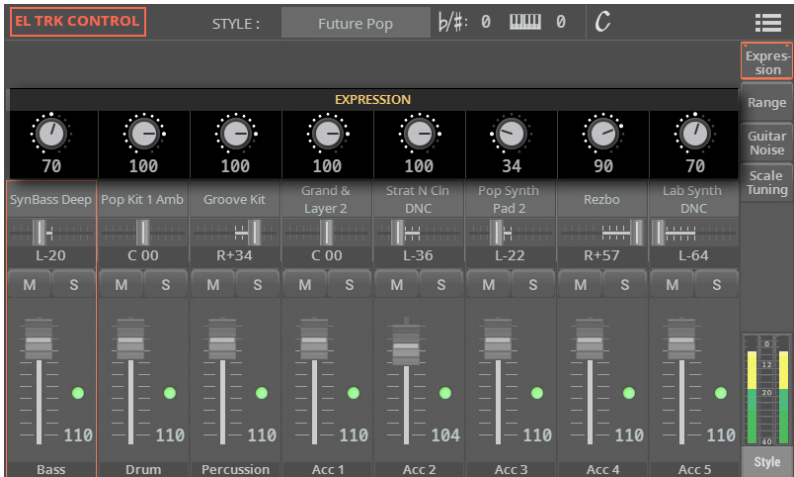 EL TRK CONTROL STYLE : Future Pop ♭/♯: 0 0 C
Expres-
sion
EXPRESSION
Range
70 100 100 100 100 34 90 70
Guitar
Noise
Scale
Tuning
SynBass Deep Pop Kit 1 Amb Groove Kit Grand &
Layer 2 Strat N Cln
DNC Pop Synth
Pad 2 Rezbo Lab Synth
DNC
L-20 C 00 R+34 C 00 L-36 L-22 R+57 L-64
M S M S M S M S M S M S M S M S
0
12
20
40
110 110 110 110 104 110 110 110
Bass Drum Percussion Acc 1 Acc 2 Acc 3 Acc 4 Acc 5
Style